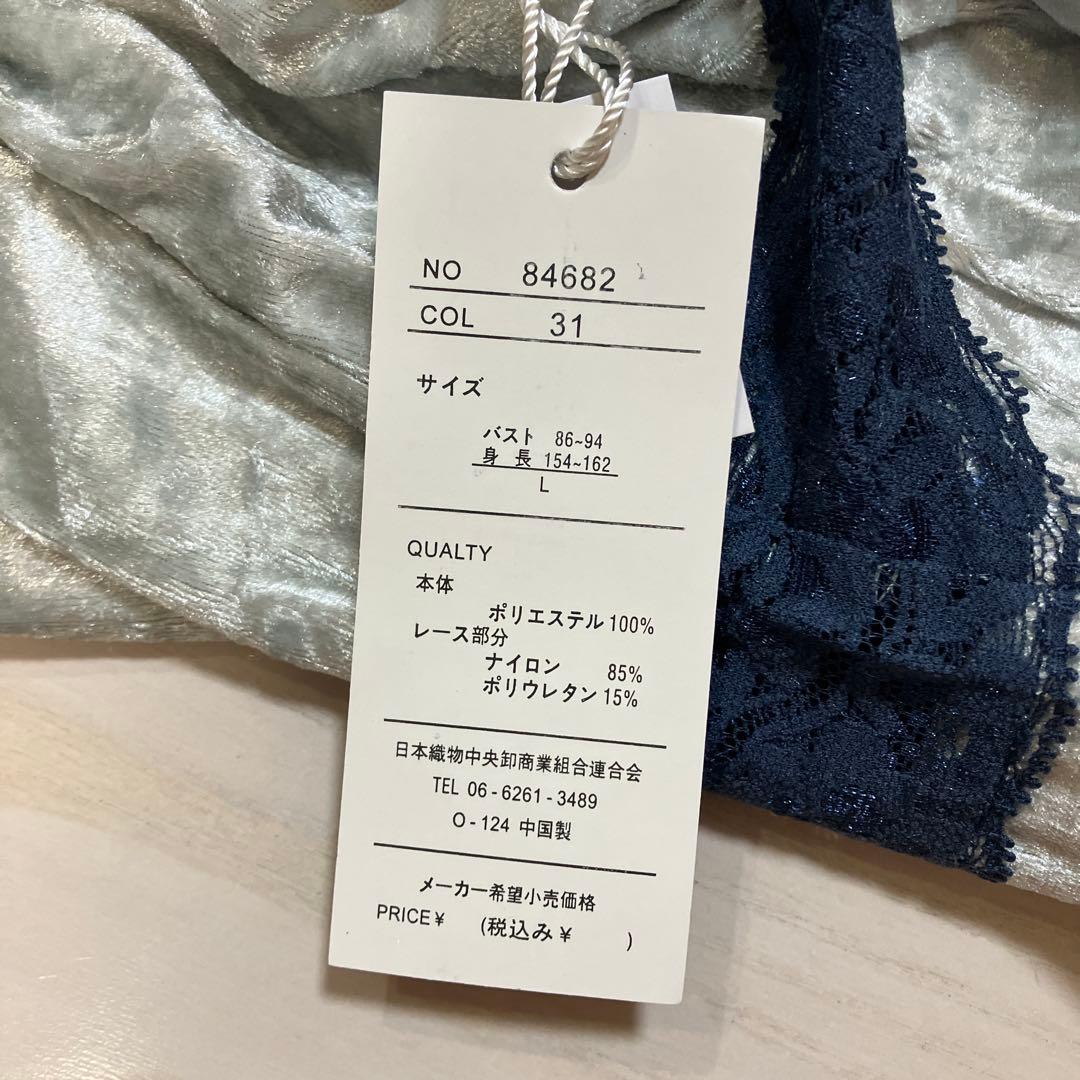 NO 84682
COL 31
サイズ
バスト 86~94
身 長 154~162
L
QUALTY
本体
ポリエステル 100%
レース部分
ナイロン 85%
ポリウレタン 15%
日本織物中央卸商業組合連合会
TEL 06-6261-3489
O-124 中国製
メーカー希望小売価格
PRICE¥ (税込み¥ )